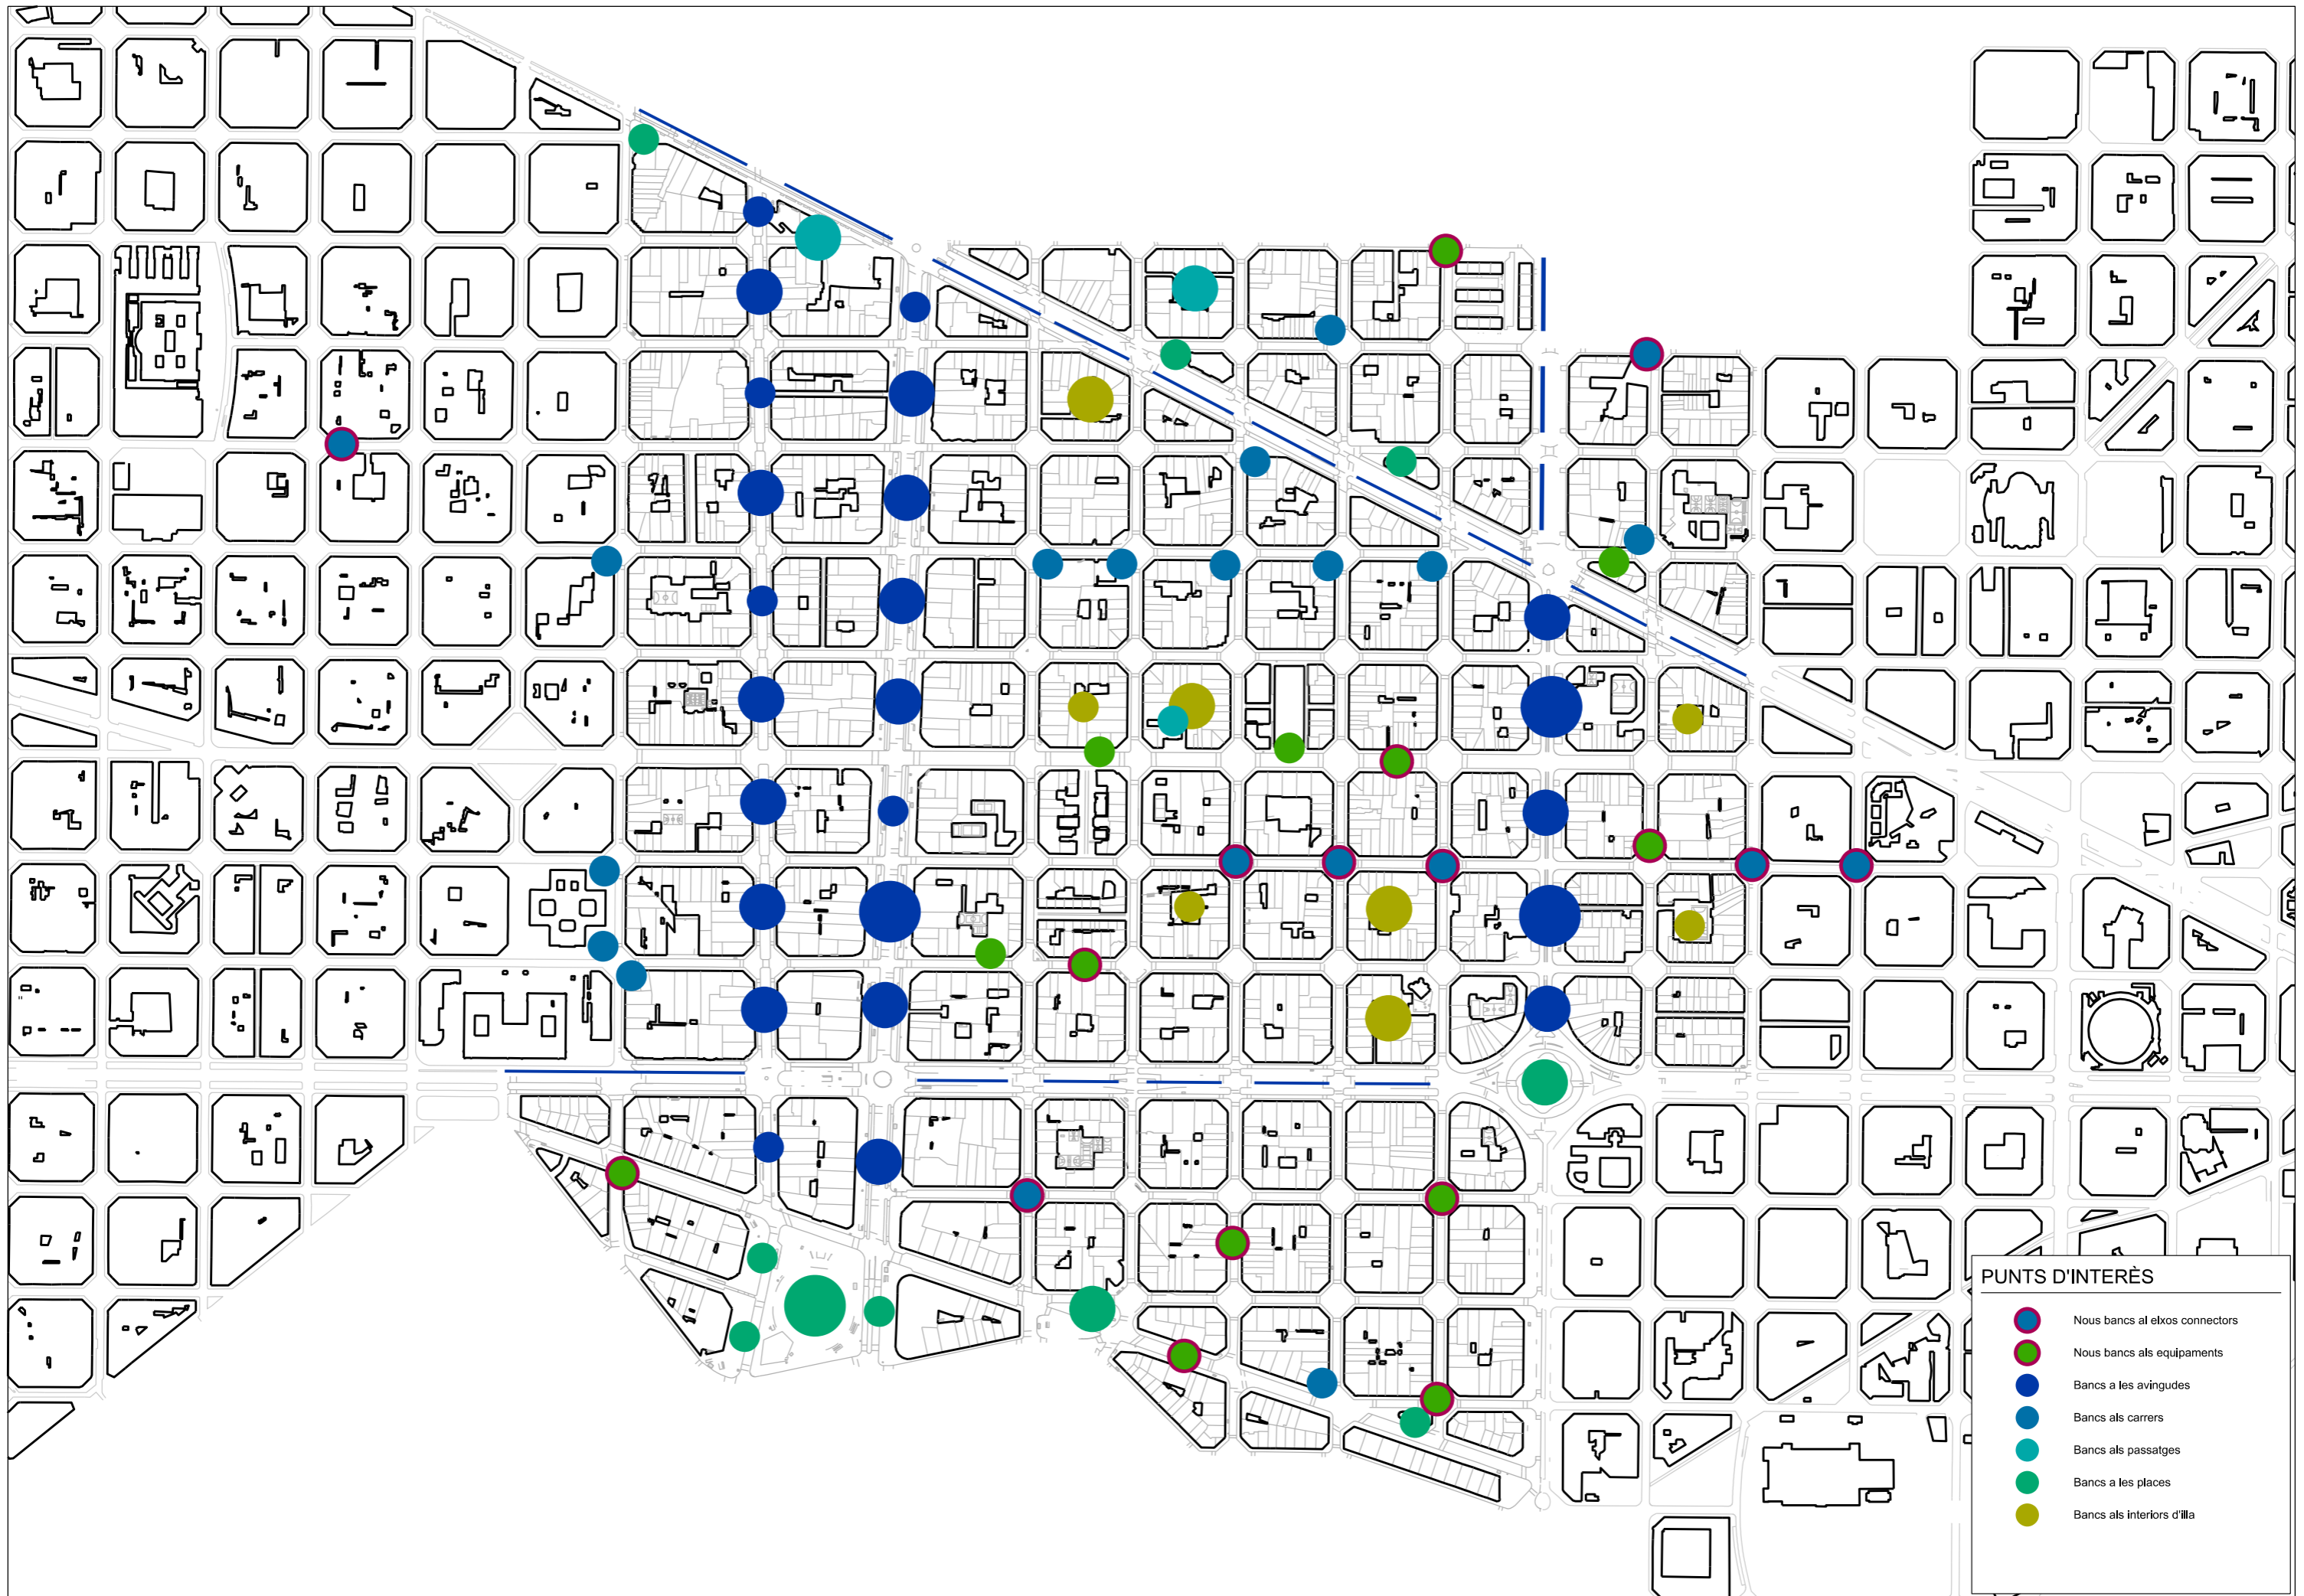 PUNTS D'INTERÈS
Nous bancs al eIxos connectors
Nous bancs als equipaments
Bancs a les avingudes
Bancs als carrers
Bancs als passatges
Bancs a les places
Bancs als interiors d'illa